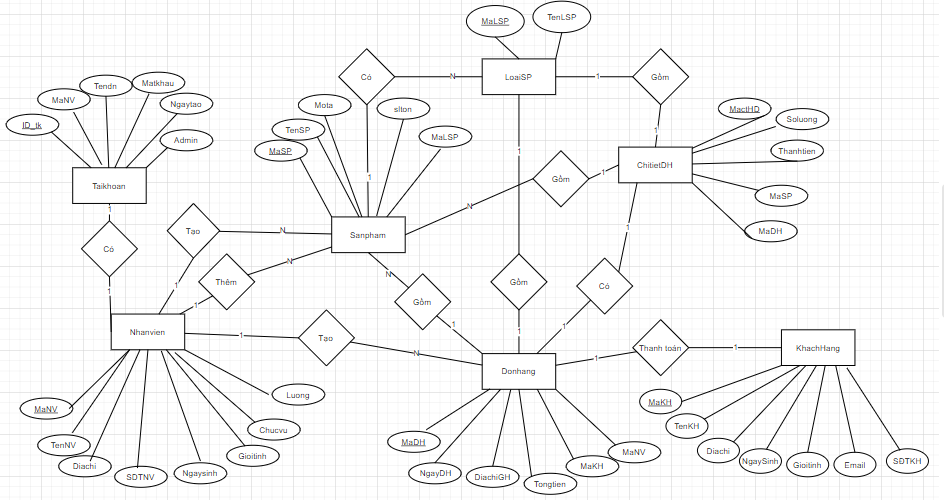 MaLSP
TenLSP
LoaiSP
Có
N
1
Gồm
1
1
Tendn
Matkhau
MaNV
Ngaytao
ID_tk
Admin
Taikhoan
1
Có
1
Mota
slton
TenSP
MaLSP
MaSP
Sanpham
MactHD
Soluong
Thanhtien
MaSP
MaDH
ChitietDH
Gồm
1
N
Tạo
N
1
Thêm
N
1
Gồm
N
1
1
Gồm
1
1
Có
1
Nhanvien
1
Tạo
N
Donhang
1
Thanh toán
1
KhachHang
MaNV
TenNV
Diachi
SDTNV
Ngaysinh
Gioitinh
Chucvu
Luong
MaDH
NgayDH
DiachiGH
Tongtien
MaKH
MaNV
MaKH
TenKH
Diachi
NgaySinh
Gioitinh
Email
SĐTKH